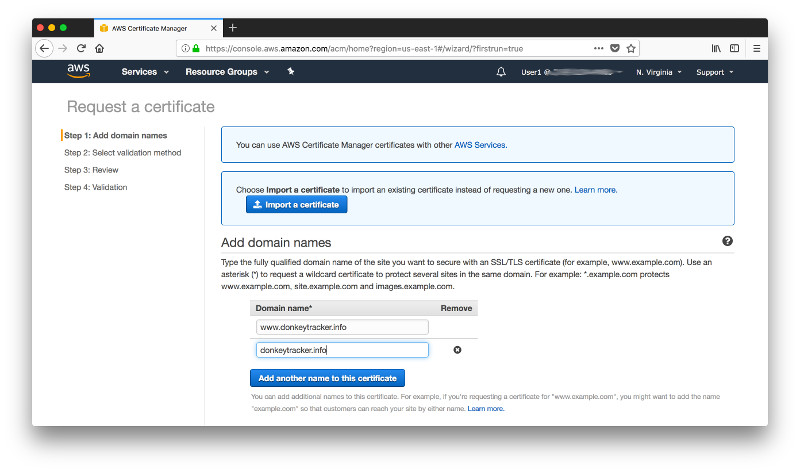 AWS Certificate Manager
https://console.aws.amazon.com/acm/home?region=us-east-1#/wizard/?firstrun=true
aws Services Resource Groups User1 @ N. Virginia Support
Request a certificate
Step 1: Add domain names
Step 2: Select validation method
Step 3: Review
Step 4: Validation
You can use AWS Certificate Manager certificates with other AWS Services.
Choose Import a certificate to import an existing certificate instead of requesting a new one. Learn more.
Import a certificate
Add domain names
Type the fully qualified domain name of the site you want to secure with an SSL/TLS certificate (for example, www.example.com). Use an
asterisk (*) to request a wildcard certificate to protect several sites in the same domain. For example: *.example.com protects
www.example.com, site.example.com and images.example.com.
Domain name* Remove
www.donkeytracker.info
donkeytracker.info
Add another name to this certificate
You can add additional names to this certificate. For example, if you're requesting a certificate for "www.example.com", you might want to add the name
"example.com" so that customers can reach your site by either name. Learn more.